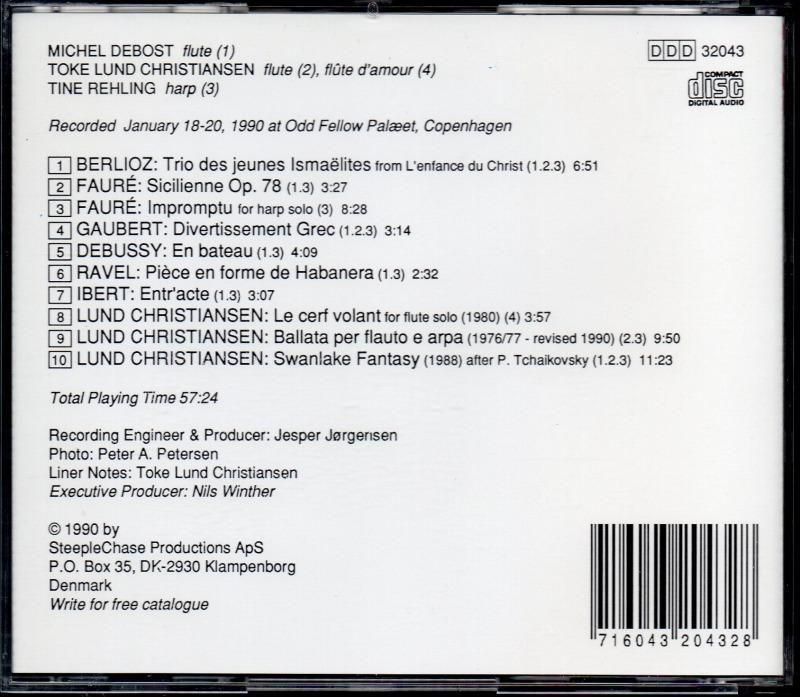 MICHEL DEBOST flute (1)
TOKE LUND CHRISTIANSEN flute (2), flûte d'amour (4)
TINE REHLING harp (3)
DDD 32043
COMPACT
disc
DIGITAL AUDIO
Recorded January 18-20, 1990 at Odd Fellow Palæet, Copenhagen
1 BERLIOZ: Trio des jeunes Ismaëlites from L'enfance du Christ (1.2.3) 6:51
2 FAURÉ: Sicilienne Op. 78 (1.3) 3:27
3 FAURÉ: Impromptu for harp solo (3) 8:28
4 GAUBERT: Divertissement Grec (1.2.3) 3:14
5 DEBUSSY: En bateau (1.3) 4:09
6 RAVEL: Pièce en forme de Habanera (1.3) 2:32
7 IBERT: Entr'acte (1.3) 3:07
8 LUND CHRISTIANSEN: Le cerf volant for flute solo (1980) (4) 3:57
9 LUND CHRISTIANSEN: Ballata per flauto e arpa (1976/77 - revised 1990) (2.3) 9:50
10 LUND CHRISTIANSEN: Swanlake Fantasy (1988) after P. Tchaikovsky (1.2.3) 11:23
Total Playing Time 57:24
Recording Engineer & Producer: Jesper Jørgensen
Photo: Peter A. Petersen
Liner Notes: Toke Lund Christiansen
Executive Producer: Nils Winther
© 1990 by
SteepleChase Productions ApS
P.O. Box 35, DK-2930 Klampenborg
Denmark
Write for free catalogue
716043 204328